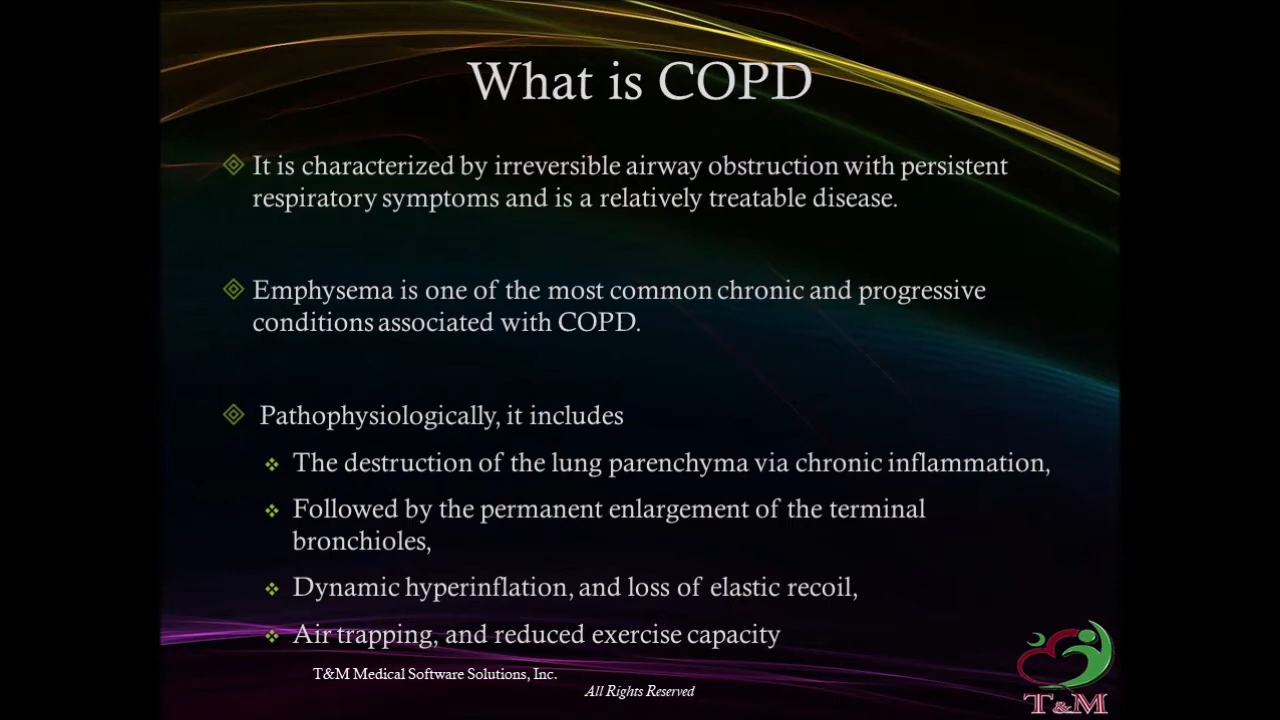 What is COPD
It is characterized by irreversible airway obstruction with persistent
respiratory symptoms and is a relatively treatable disease.
Emphysema is one of the most common chronic and progressive
conditions associated with COPD.
Pathophysiologically, it includes
The destruction of the lung parenchyma via chronic inflammation,
Followed by the permanent enlargement of the terminal
bronchioles,
Dynamic hyperinflation, and loss of elastic recoil,
Air trapping, and reduced exercise capacity
T&M Medical Software Solutions, Inc.
All Rights Reserved
T&M